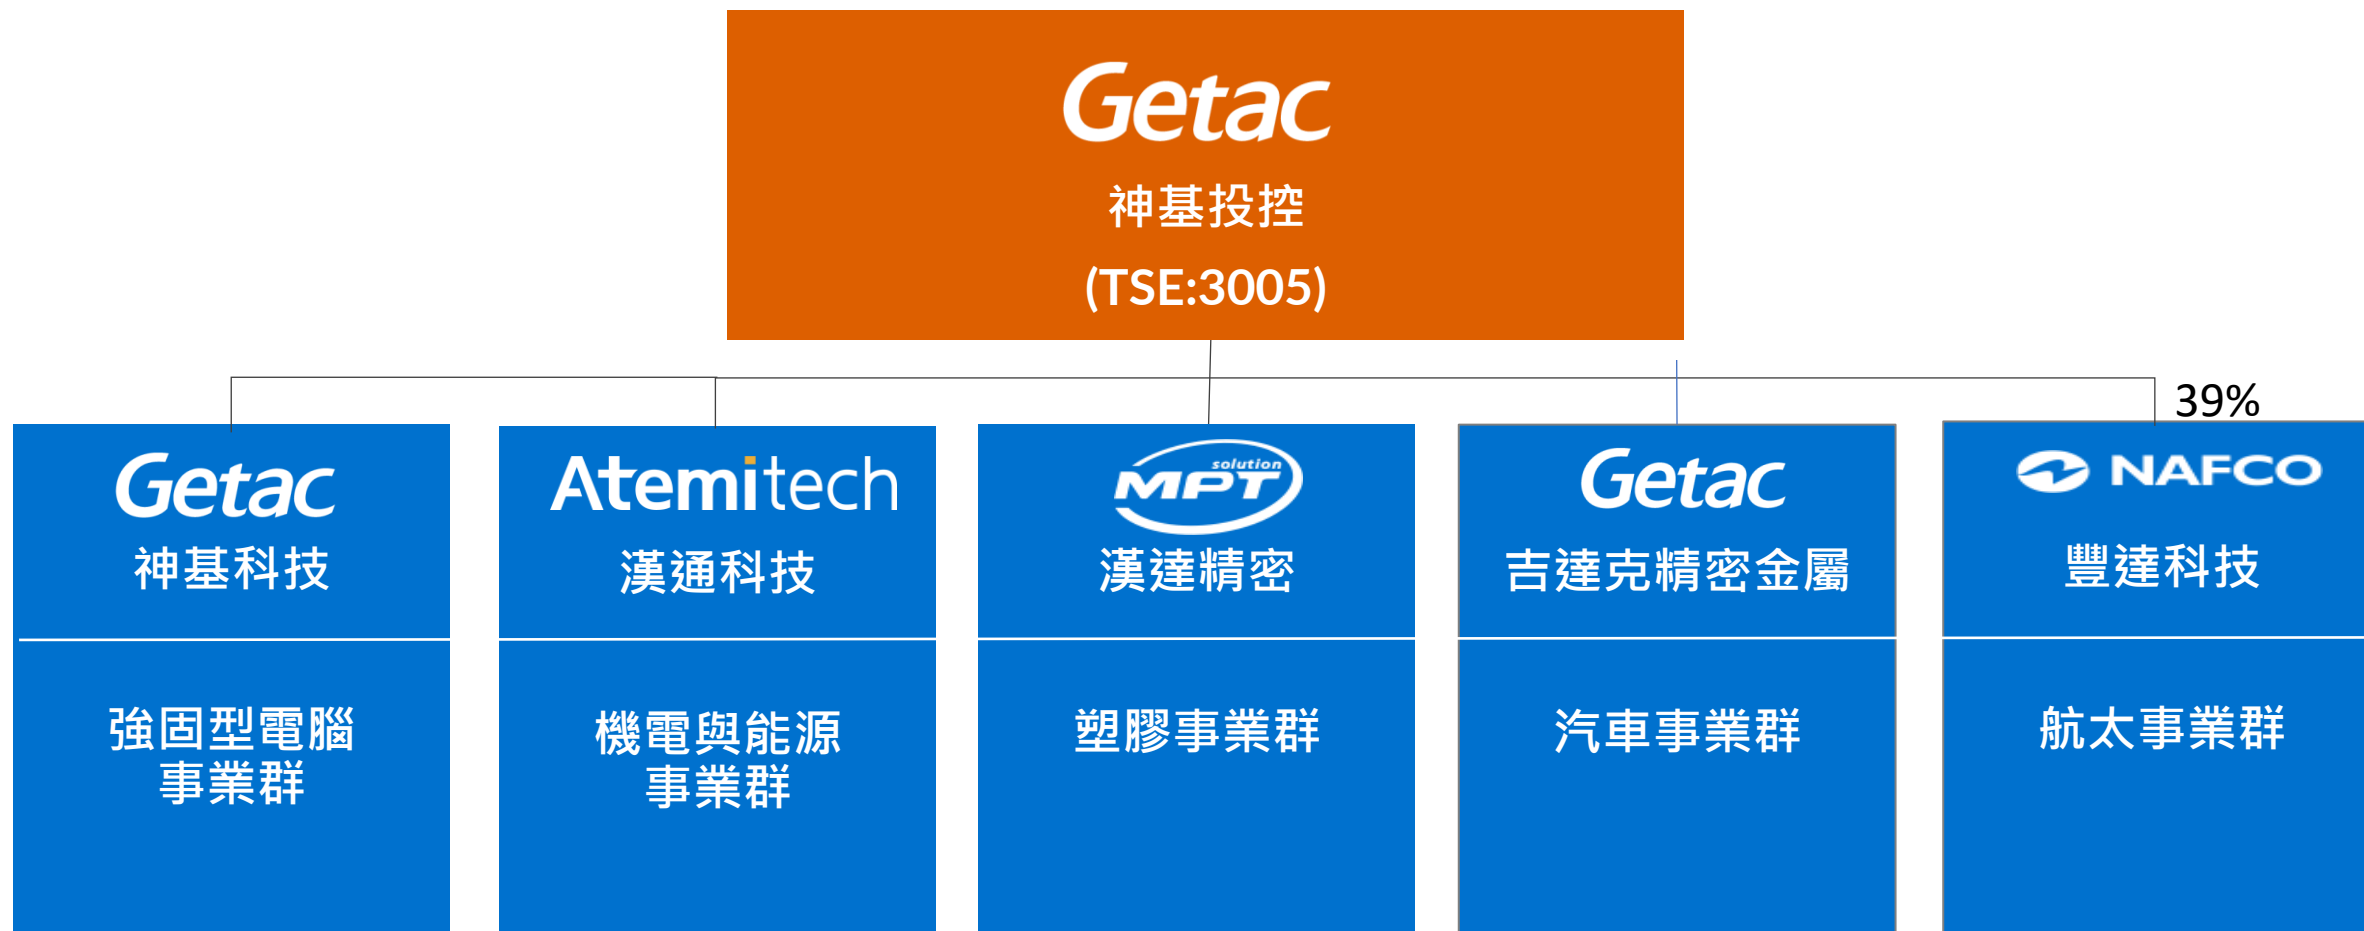 Getac
神基投控
(TSE:3005)
39%
Getac
神基科技
強固型電腦
事業群
Atemitech
漢通科技
機電與能源
事業群
MPT solution
漢達精密
塑膠事業群
Getac
吉達克精密金屬
汽車事業群
NAFCO
豐達科技
航太事業群